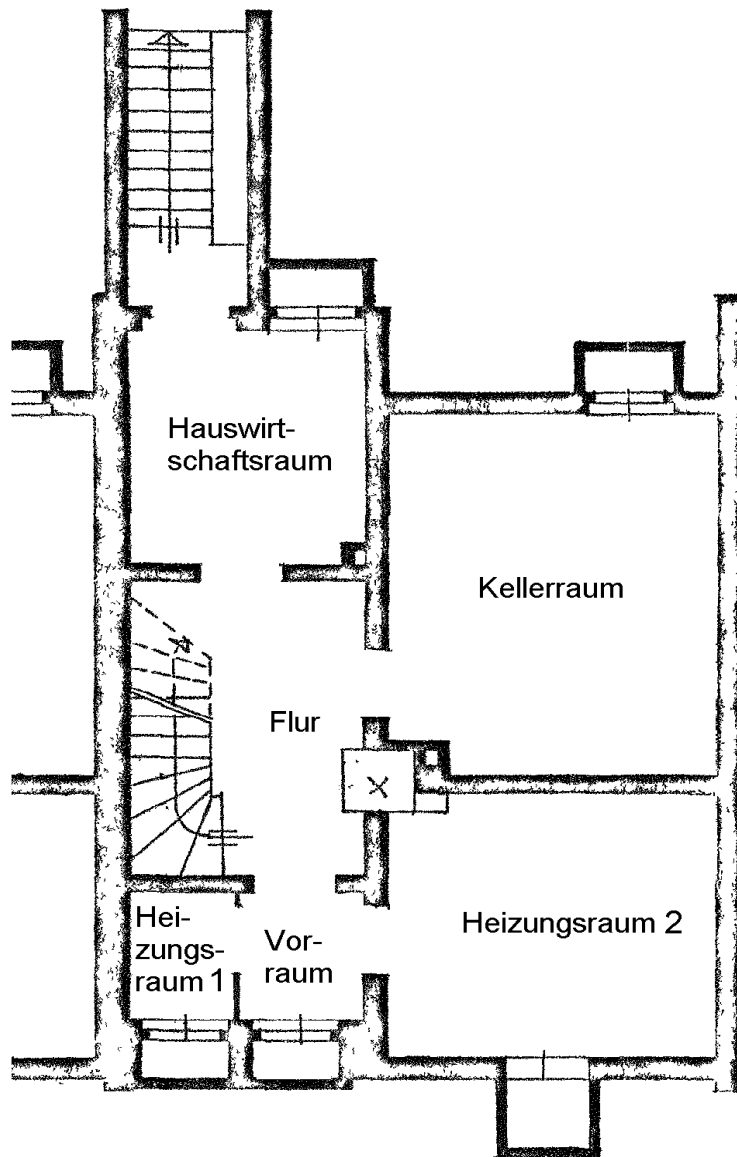 Hauswirt-
schaftsraum
Kellerraum
Flur
Hei-
zungs-
raum 1
Vor-
raum
Heizungsraum 2